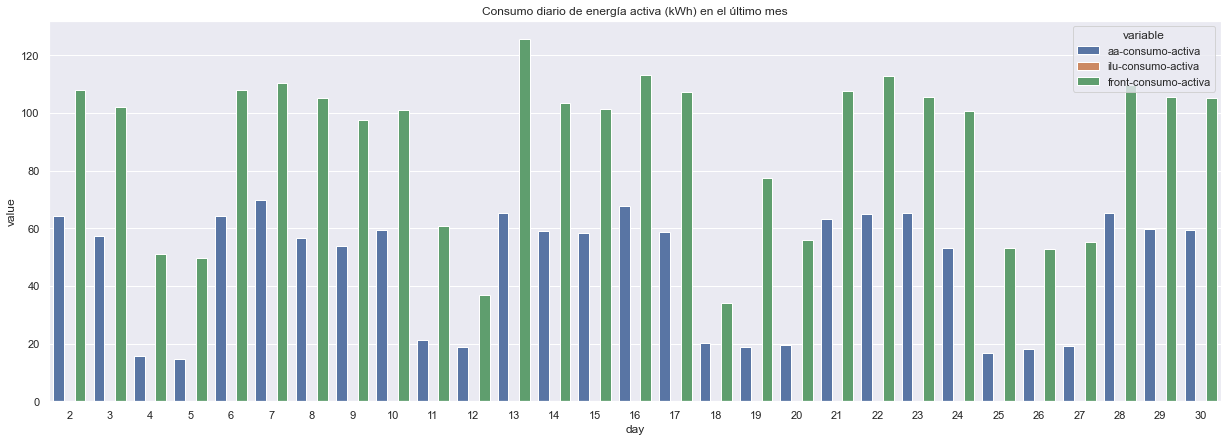 Consumo diario de energía activa (kWh) en el último mes
variable
aa-consumo-activa
ilu-consumo-activa
front-consumo-activa
120
100
80
60
40
20
0
value
2 3 4 5 6 7 8 9 10 11 12 13 14 15 16 17 18 19 20 21 22 23 24 25 26 27 28 29 30
day